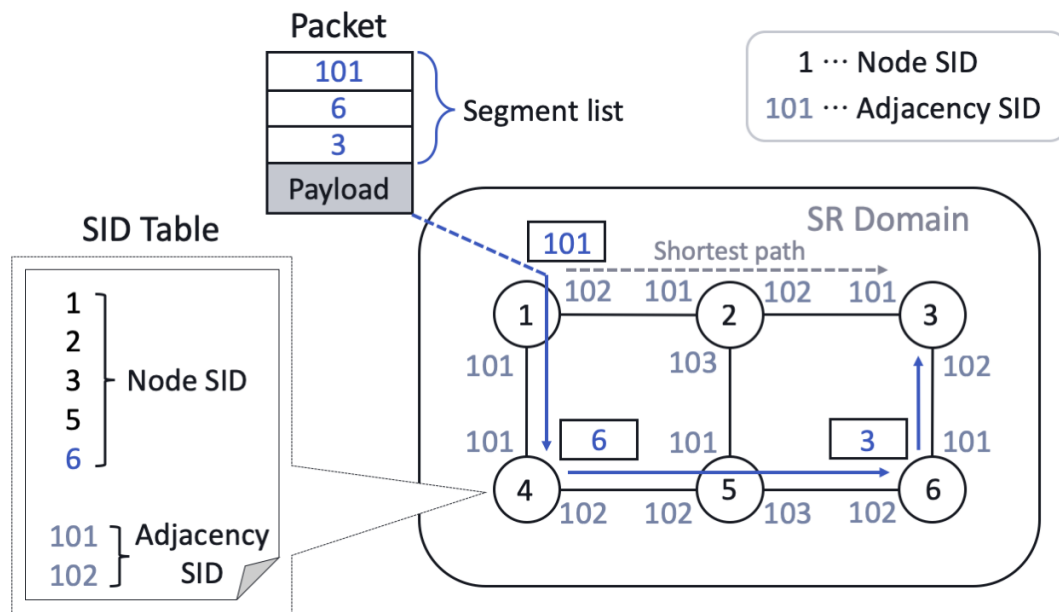 Packet
101
6
3
Payload
Segment list
1 ··· Node SID
101 ··· Adjacency SID
SID Table
1
2
3
5
6
Node SID
101
102
Adjacency
SID
SR Domain
101
Shortest path
102 101 102 101
1 2 3
101 103 102
6 3
101 101 101
4 5 6
102 102 103 102